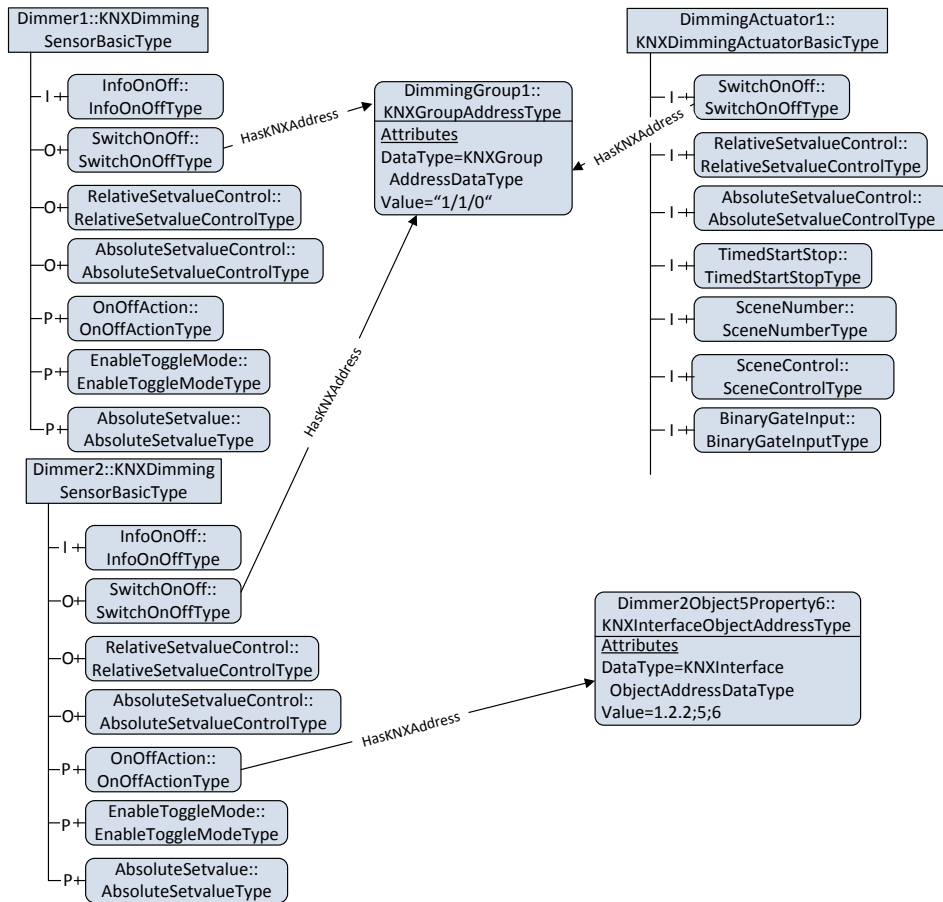 Dimmer1::KNXDimming
SensorBasicType
I
InfoOnOff::
InfoOnOffType
O
SwitchOnOff::
SwitchOnOffType
O
RelativeSetvalueControl::
RelativeSetvalueControlType
O
AbsoluteSetvalueControl::
AbsoluteSetvalueControlType
P
OnOffAction::
OnOffActionType
P
EnableToggleMode::
EnableToggleModeType
P
AbsoluteSetvalue::
AbsoluteSetvalueType
HasKNXAddress
DimmingGroup1::
KNXGroupAddressType
Attributes
DataType=KNXGroup
AddressDataType
Value=“1/1/0“
HasKNXAddress
DimmingActuator1::
KNXDimmingActuatorBasicType
I
SwitchOnOff::
SwitchOnOffType
I
RelativeSetvalueControl::
RelativeSetvalueControlType
I
AbsoluteSetvalueControl::
AbsoluteSetvalueControlType
I
TimedStartStop::
TimedStartStopType
I
SceneNumber::
SceneNumberType
I
SceneControl::
SceneControlType
I
BinaryGateInput::
BinaryGateInputType
HasKNXAddress
Dimmer2::KNXDimming
SensorBasicType
I
InfoOnOff::
InfoOnOffType
O
SwitchOnOff::
SwitchOnOffType
O
RelativeSetvalueControl::
RelativeSetvalueControlType
O
AbsoluteSetvalueControl::
AbsoluteSetvalueControlType
P
OnOffAction::
OnOffActionType
P
EnableToggleMode::
EnableToggleModeType
P
AbsoluteSetvalue::
AbsoluteSetvalueType
HasKNXAddress
Dimmer2Object5Property6::
KNXInterfaceObjectAddressType
Attributes
DataType=KNXInterface
ObjectAddressDataType
Value=1.2.2;5;6